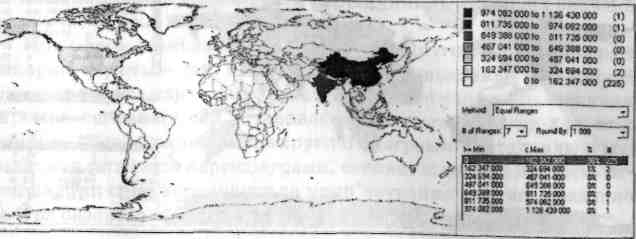 974 082 000 to 1 136 430 000 (1)
811 735 000 to 974 082 000 (1)
649 388 000 to 811 735 000 (0)
487 041 000 to 649 388 000 (0)
324 694 000 to 487 041 000 (0)
162 347 000 to 324 694 000 (2)
0 to 162 347 000 (225)
Method: Equal Ranges
# of Ranges: 7 Round By: 1 000
>= Min < Max % #
0 162 347 000
162 347 000 324 694 000 1% 2
324 694 000 487 041 000 0% 0
487 041 000 649 388 000 0% 0
649 388 000 811 735 000 0% 0
811 735 000 974 082 000 0% 1
974 082 000 1 136 430 000 0% 1